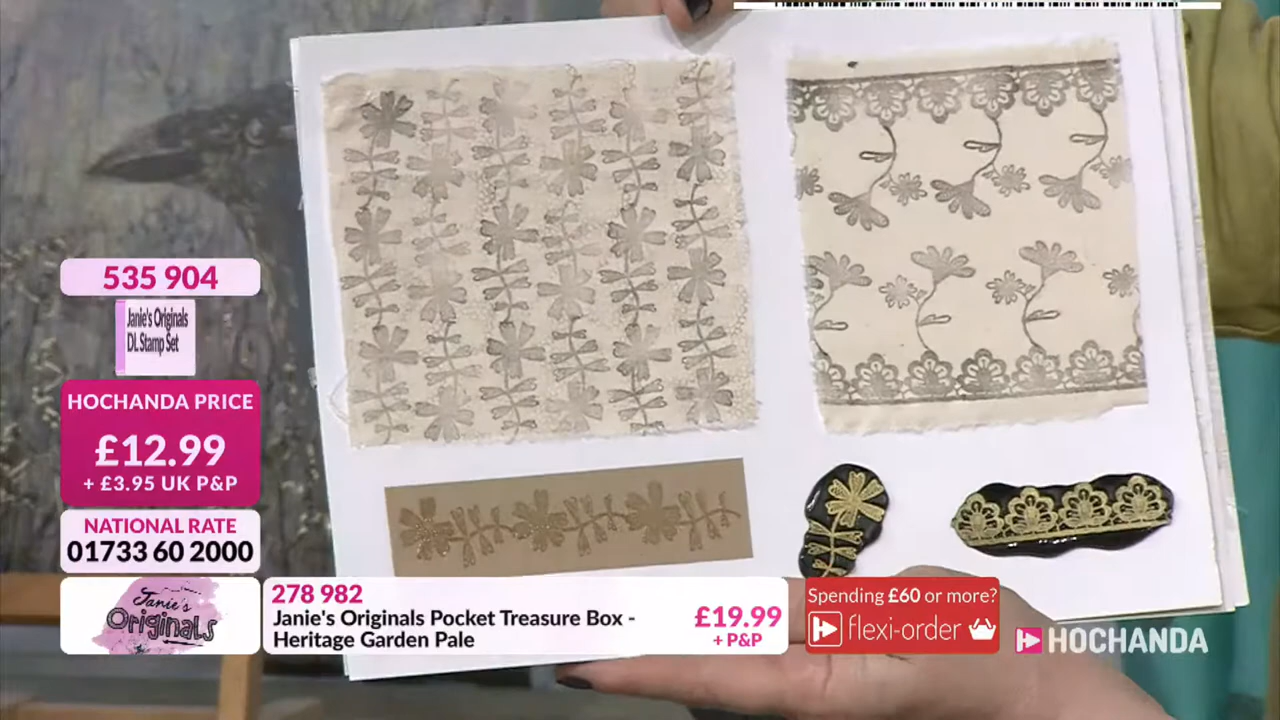 535 904
Janie's Originals
DL Stamp Set
HOCHANDA PRICE
£12.99
+ £3.95 UK P&P
NATIONAL RATE
01733 60 2000
Janie's
Originals
278 982
Janie's Originals Pocket Treasure Box -
Heritage Garden Pale
£19.99
+ P&P
Spending £60 or more?
flexi-order
HOCHANDA